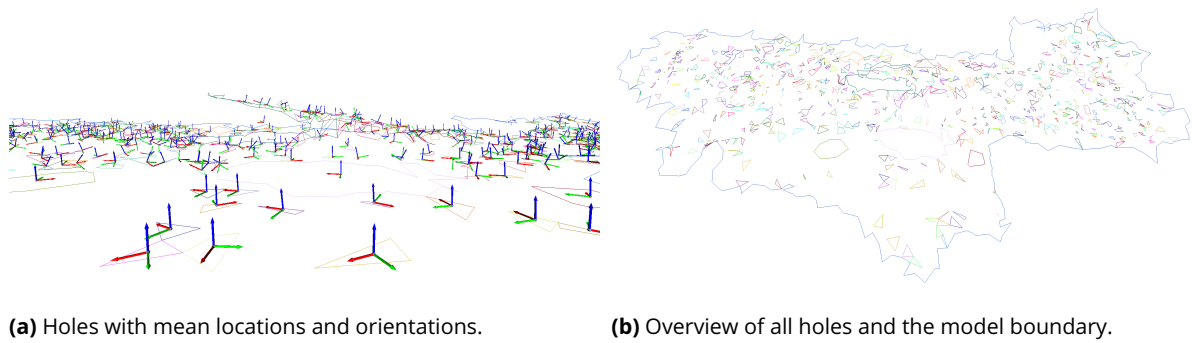 (a) Holes with mean locations and orientations.
(b) Overview of all holes and the model boundary.